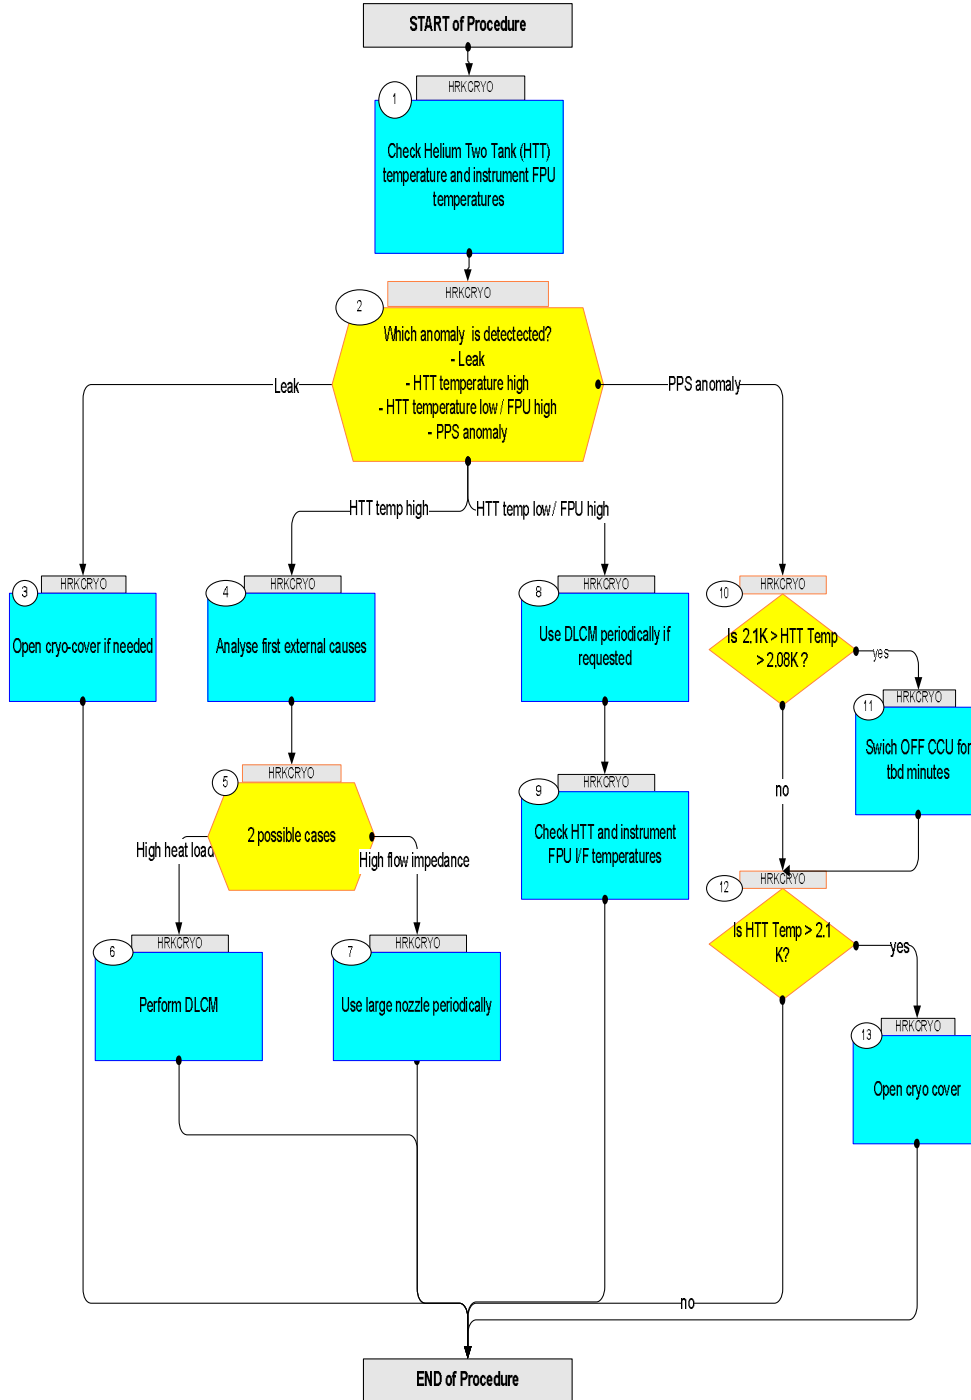 START of Procedure
HRKCRYO
1
Check Helium Two Tank (HTT)
temperature and instrument FPU
temperatures
HRKCRYO
2
Which anomaly is detectected?
- Leak
- HTT temperature high
- HTT temperature low / FPU high
- PPS anomaly
Leak
PPS anomaly
HTT temp high
HTT temp low / FPU high
HRKCRYO
3
Open cryo-cover if needed
HRKCRYO
4
Analyse first external causes
HRKCRYO
8
Use DLCM periodically if
requested
HRKCRYO
10
Is 2.1K > HTT Temp
> 2.08K ?
yes
no
HRKCRYO
11
Swich OFF CCU for
tbd minutes
HRKCRYO
5
2 possible cases
High heat load
High flow impedance
HRKCRYO
9
Check HTT and instrument
FPU I/F temperatures
HRKCRYO
12
Is HTT Temp > 2.1
K?
yes
no
HRKCRYO
6
Perform DLCM
HRKCRYO
7
Use large nozzle periodically
HRKCRYO
13
Open cryo cover
END of Procedure